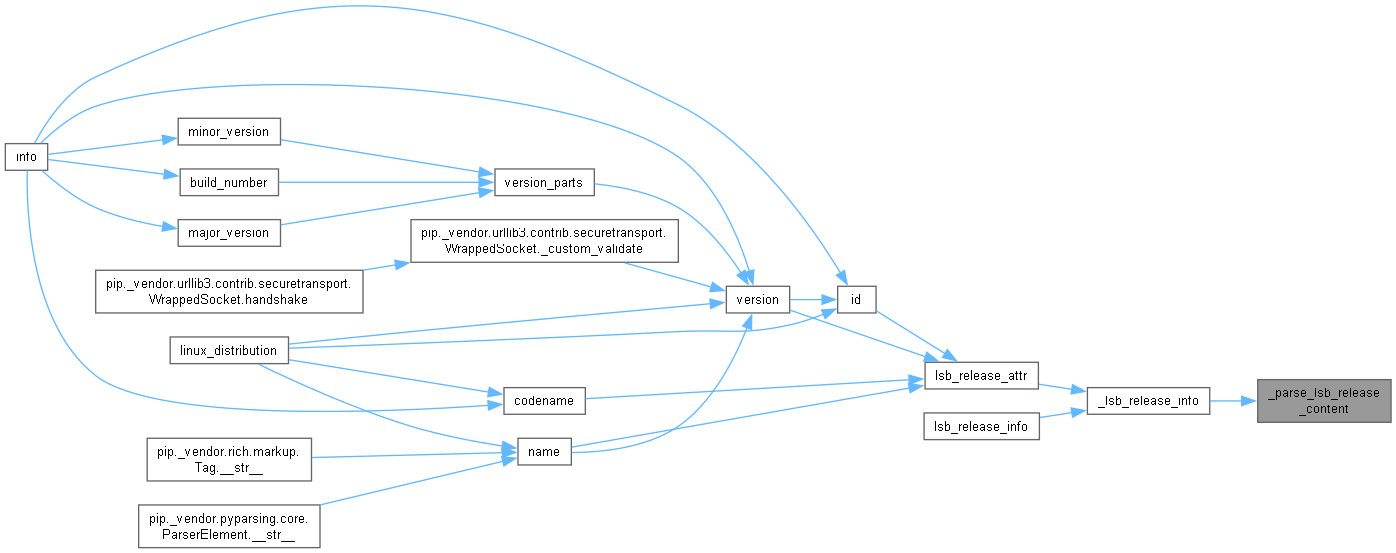 info
minor_version
build_number
major_version
version_parts
pip._vendor.urllib3.contrib.securetransport.
WrappedSocket._custom_validate
pip._vendor.urllib3.contrib.securetransport.
WrappedSocket.handshake
version
id
linux_distribution
codename
name
lsb_release_attr
_lsb_release_info
lsb_release_info
_parse_lsb_release
_content
pip._vendor.rich.markup.
Tag.__str__
pip._vendor.pyparsing.core.
ParserElement.__str__